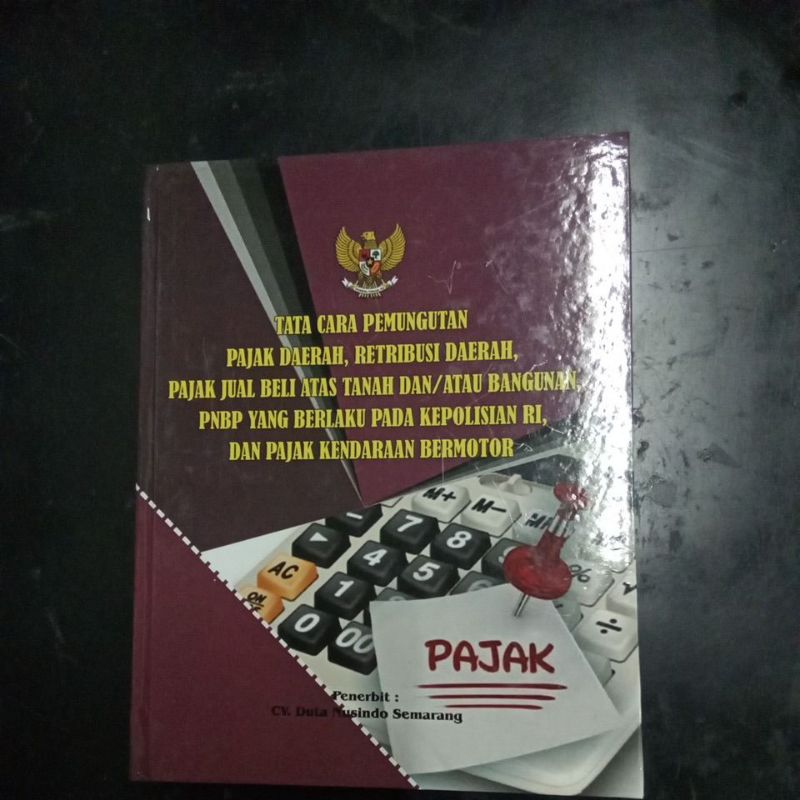 TATA CARA PEMUNGUTAN
PAJAK DAERAH, RETRIBUSI DAERAH,
PAJAK JUAL BELI ATAS TANAH DAN/ATAU BANGUNAN,
PNBP YANG BERLAKU PADA KEPOLISIAN RI,
DAN PAJAK KENDARAAN BERMOTOR
M+ M-
7 8
4 5 %
AC 1 ÷
ON 0 00
PAJAK
Penerbit :
CV. Duta Nusindo Semarang